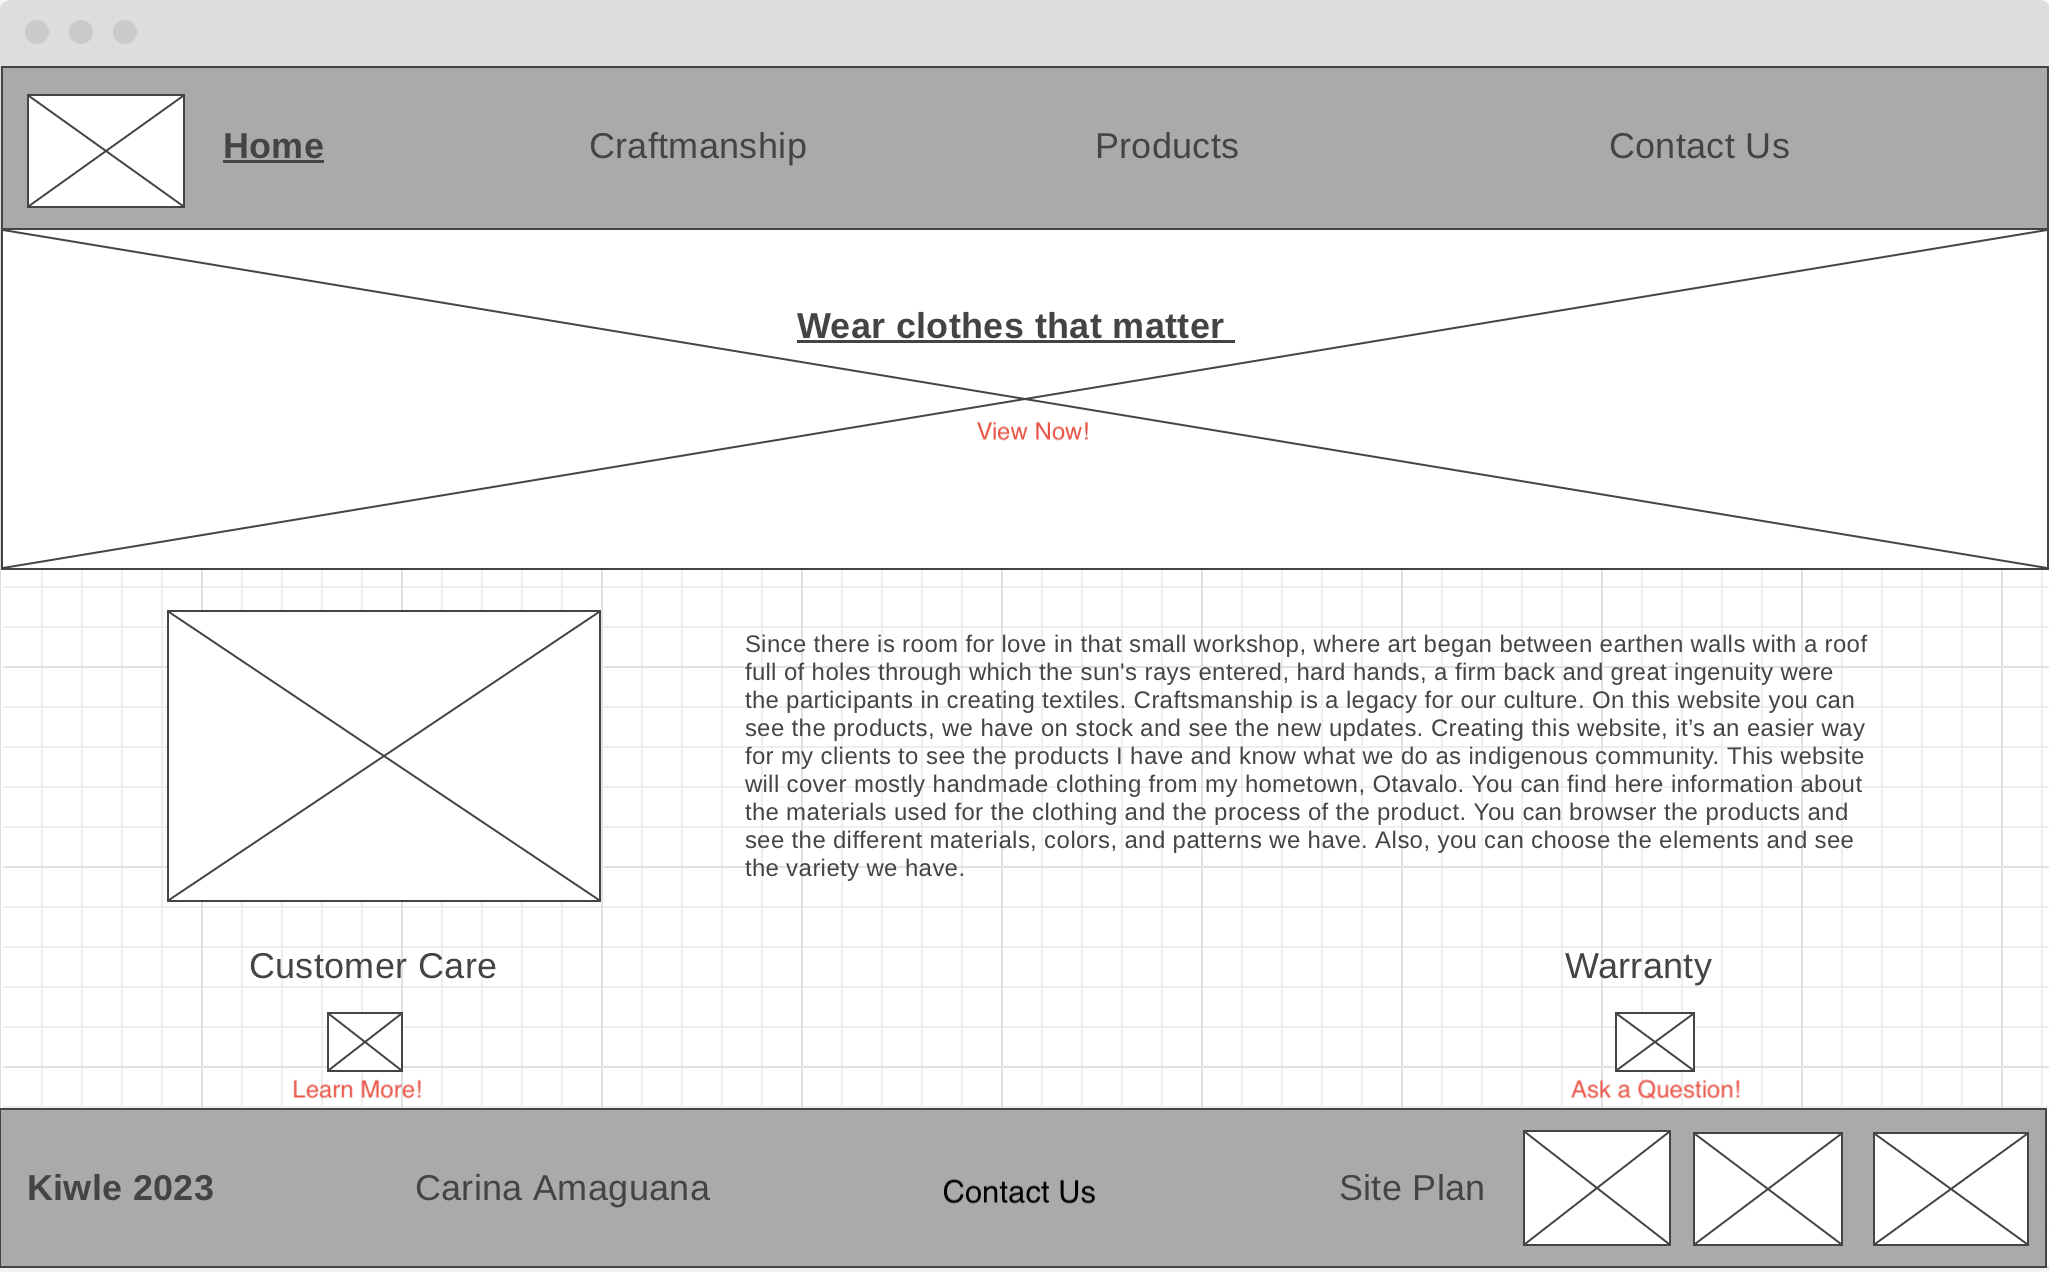 Home Craftmanship Products Contact Us
Wear clothes that matter
View Now!
Since there is room for love in that small workshop, where art began between earthen walls with a roof
full of holes through which the sun's rays entered, hard hands, a firm back and great ingenuity were
the participants in creating textiles. Craftsmanship is a legacy for our culture. On this website you can
see the products, we have on stock and see the new updates. Creating this website, it’s an easier way
for my clients to see the products I have and know what we do as indigenous community. This website
will cover mostly handmade clothing from my hometown, Otavalo. You can find here information about
the materials used for the clothing and the process of the product. You can browser the products and
see the different materials, colors, and patterns we have. Also, you can choose the elements and see
the variety we have.
Customer Care Warranty
Learn More! Ask a Question!
Kiwle 2023 Carina Amaguana Contact Us Site Plan